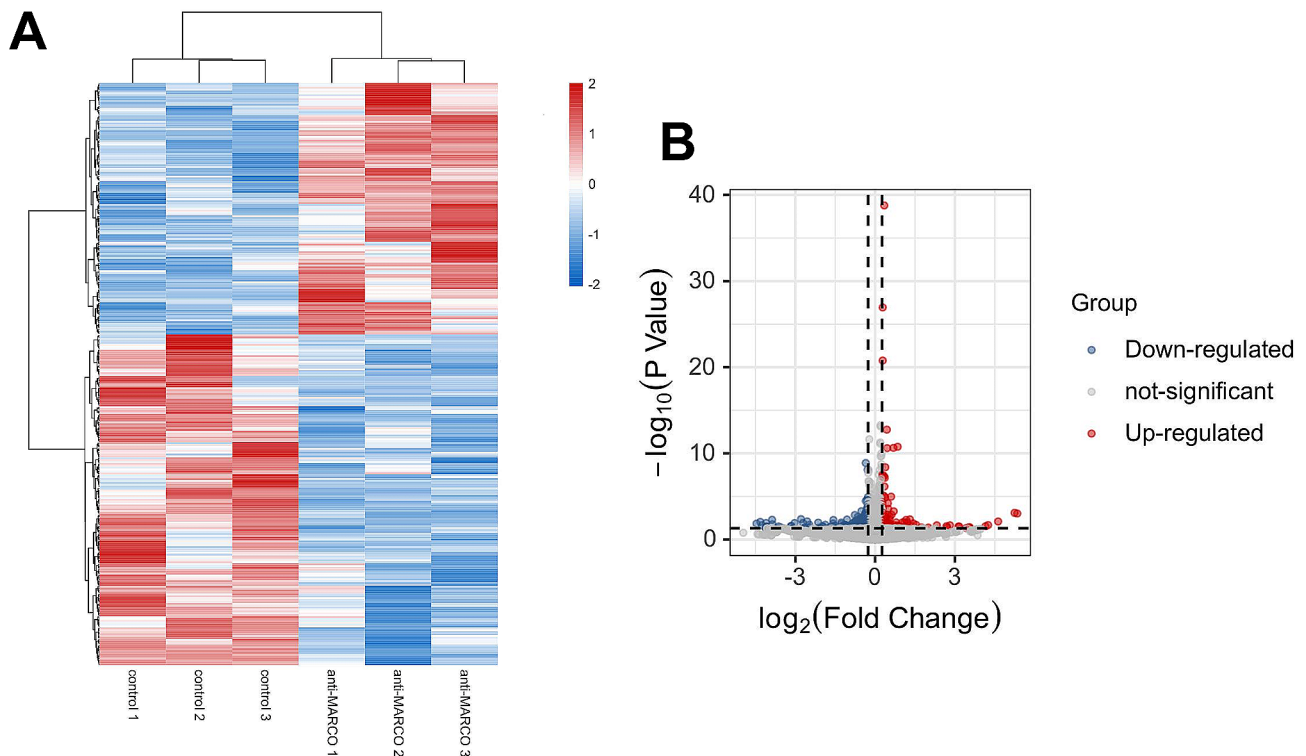 A
2
1
0
-1
-2
control 1
control 2
control 3
anti-MARCO 1
anti-MARCO 2
anti-MARCO 3
B
40
30
20
10
0
−log10(P Value)
-3
0
3
log2(Fold Change)
Group
Down-regulated
not-significant
Up-regulated